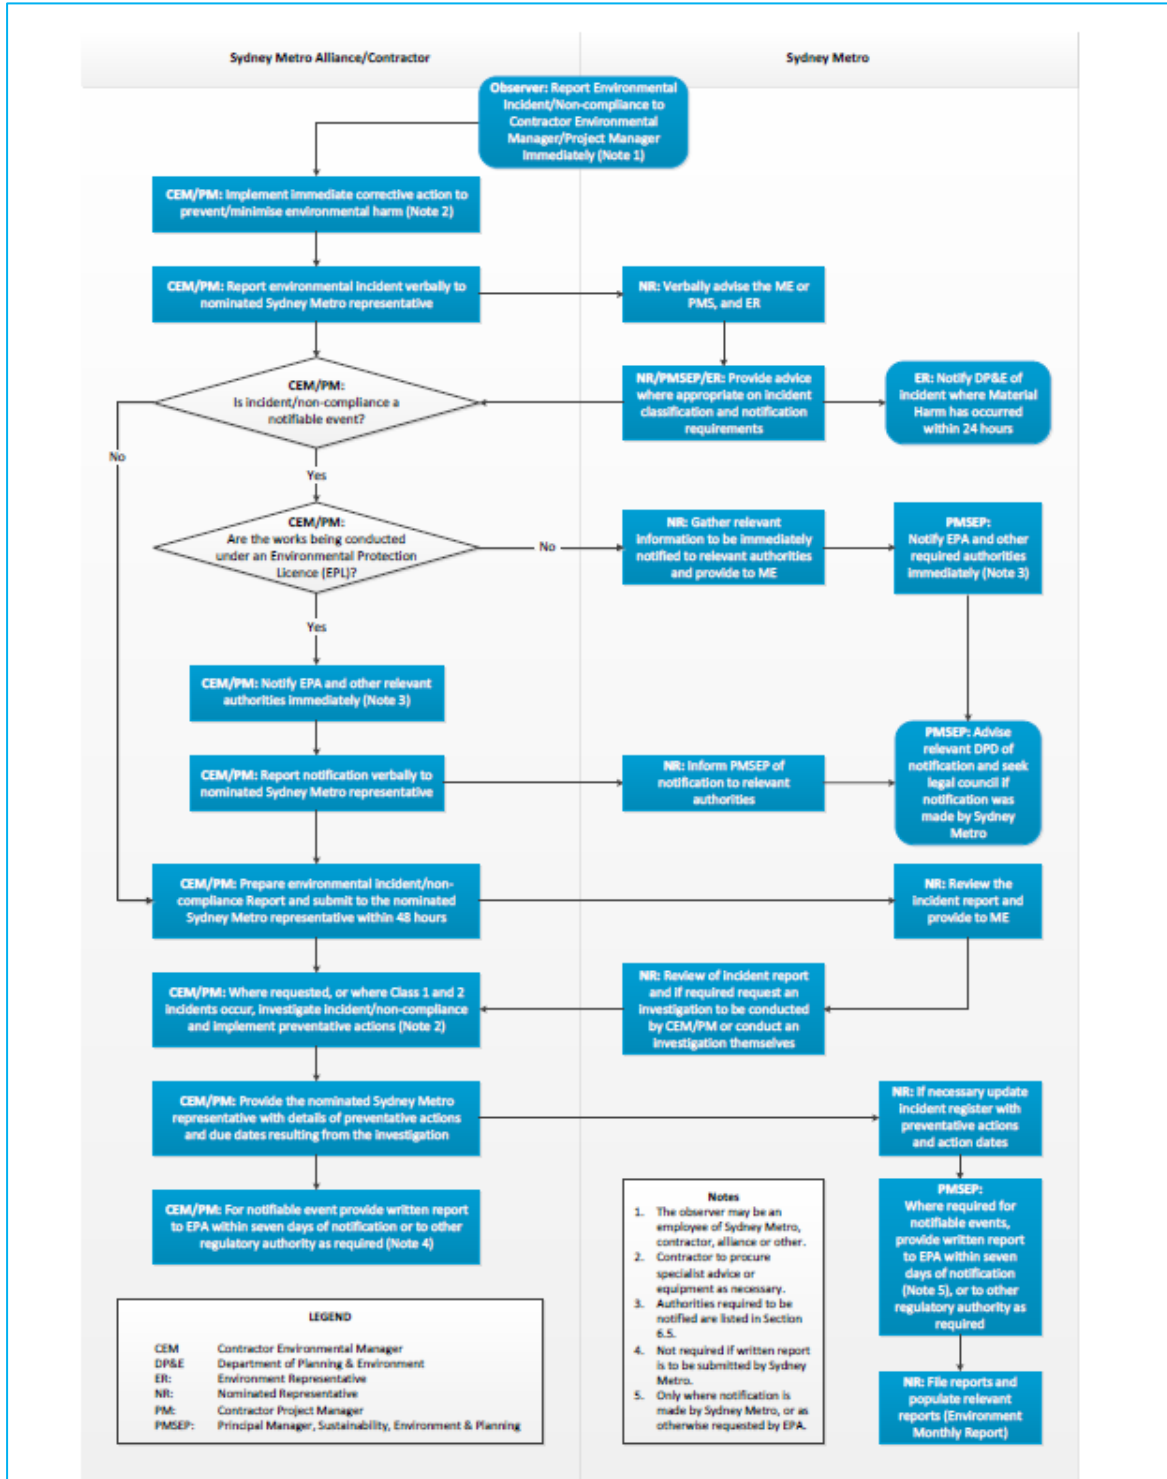 Sydney Metro Alliance/Contractor
Sydney Metro
Observer: Report Environmental
Incident/Non-compliance to
Contractor Environmental
Manager/Project Manager
Immediately (Note 1)
CEM/PM: Implement immediate corrective action to
prevent/minimise environmental harm (Note 2)
CEM/PM: Report environmental incident verbally to
nominated Sydney Metro representative
NR: Verbally advise the ME or
PMS, and ER
CEM/PM:
Is incident/non-compliance a
notifiable event?
NR/PMSEP/ER: Provide advice
where appropriate on incident
classification and notification
requirements
ER: Notify DP&E of
incident where Material
Harm has occurred
within 24 hours
No
Yes
CEM/PM:
Are the works being conducted
under an Environmental Protection
Licence (EPL)?
No
NR: Gather relevant
information to be immediately
notified to relevant authorities
and provide to ME
PMSEP:
Notify EPA and other
required authorities
immediately (Note 3)
Yes
CEM/PM: Notify EPA and other relevant
authorities immediately (Note 3)
CEM/PM: Report notification verbally to
nominated Sydney Metro representative
NR: Inform PMSEP of
notification to relevant
authorities
PMSEP: Advise
relevant DPD of
notification and seek
legal council if
notification was
made by Sydney
Metro
CEM/PM: Prepare environmental incident/non-
compliance Report and submit to the nominated
Sydney Metro representative within 48 hours
NR: Review the
incident report and
provide to ME
CEM/PM: Where requested, or where Class 1 and 2
incidents occur, investigate incident/non-compliance
and implement preventative actions (Note 2)
NR: Review of incident report
and if required request an
investigation to be conducted
by CEM/PM or conduct an
investigation themselves
CEM/PM: Provide the nominated Sydney Metro
representative with details of preventative actions
and due dates resulting from the investigation
NR: If necessary update
incident register with
preventative actions
and action dates
CEM/PM: For notifiable event provide written report
to EPA within seven days of notification or to other
regulatory authority as required (Note 4)
PMSEP:
Where required for
notifiable events,
provide written report
to EPA within seven
days of notification
(Note 5), or to other
regulatory authority as
required
NR: File reports and
populate relevant
reports (Environment
Monthly Report)
Notes
1. The observer may be an
employee of Sydney Metro,
contractor, alliance or other.
2. Contractor to procure
specialist advice or
equipment as necessary.
3. Authorities required to be
notified are listed in Section
6.5.
4. Not required if written report
is to be submitted by Sydney
Metro.
5. Only where notification is
made by Sydney Metro, or as
otherwise requested by EPA.
LEGEND
CEM Contractor Environmental Manager
DP&E Department of Planning & Environment
ER: Environment Representative
NR: Nominated Representative
PM: Contractor Project Manager
PMSEP: Principal Manager, Sustainability, Environment & Planning